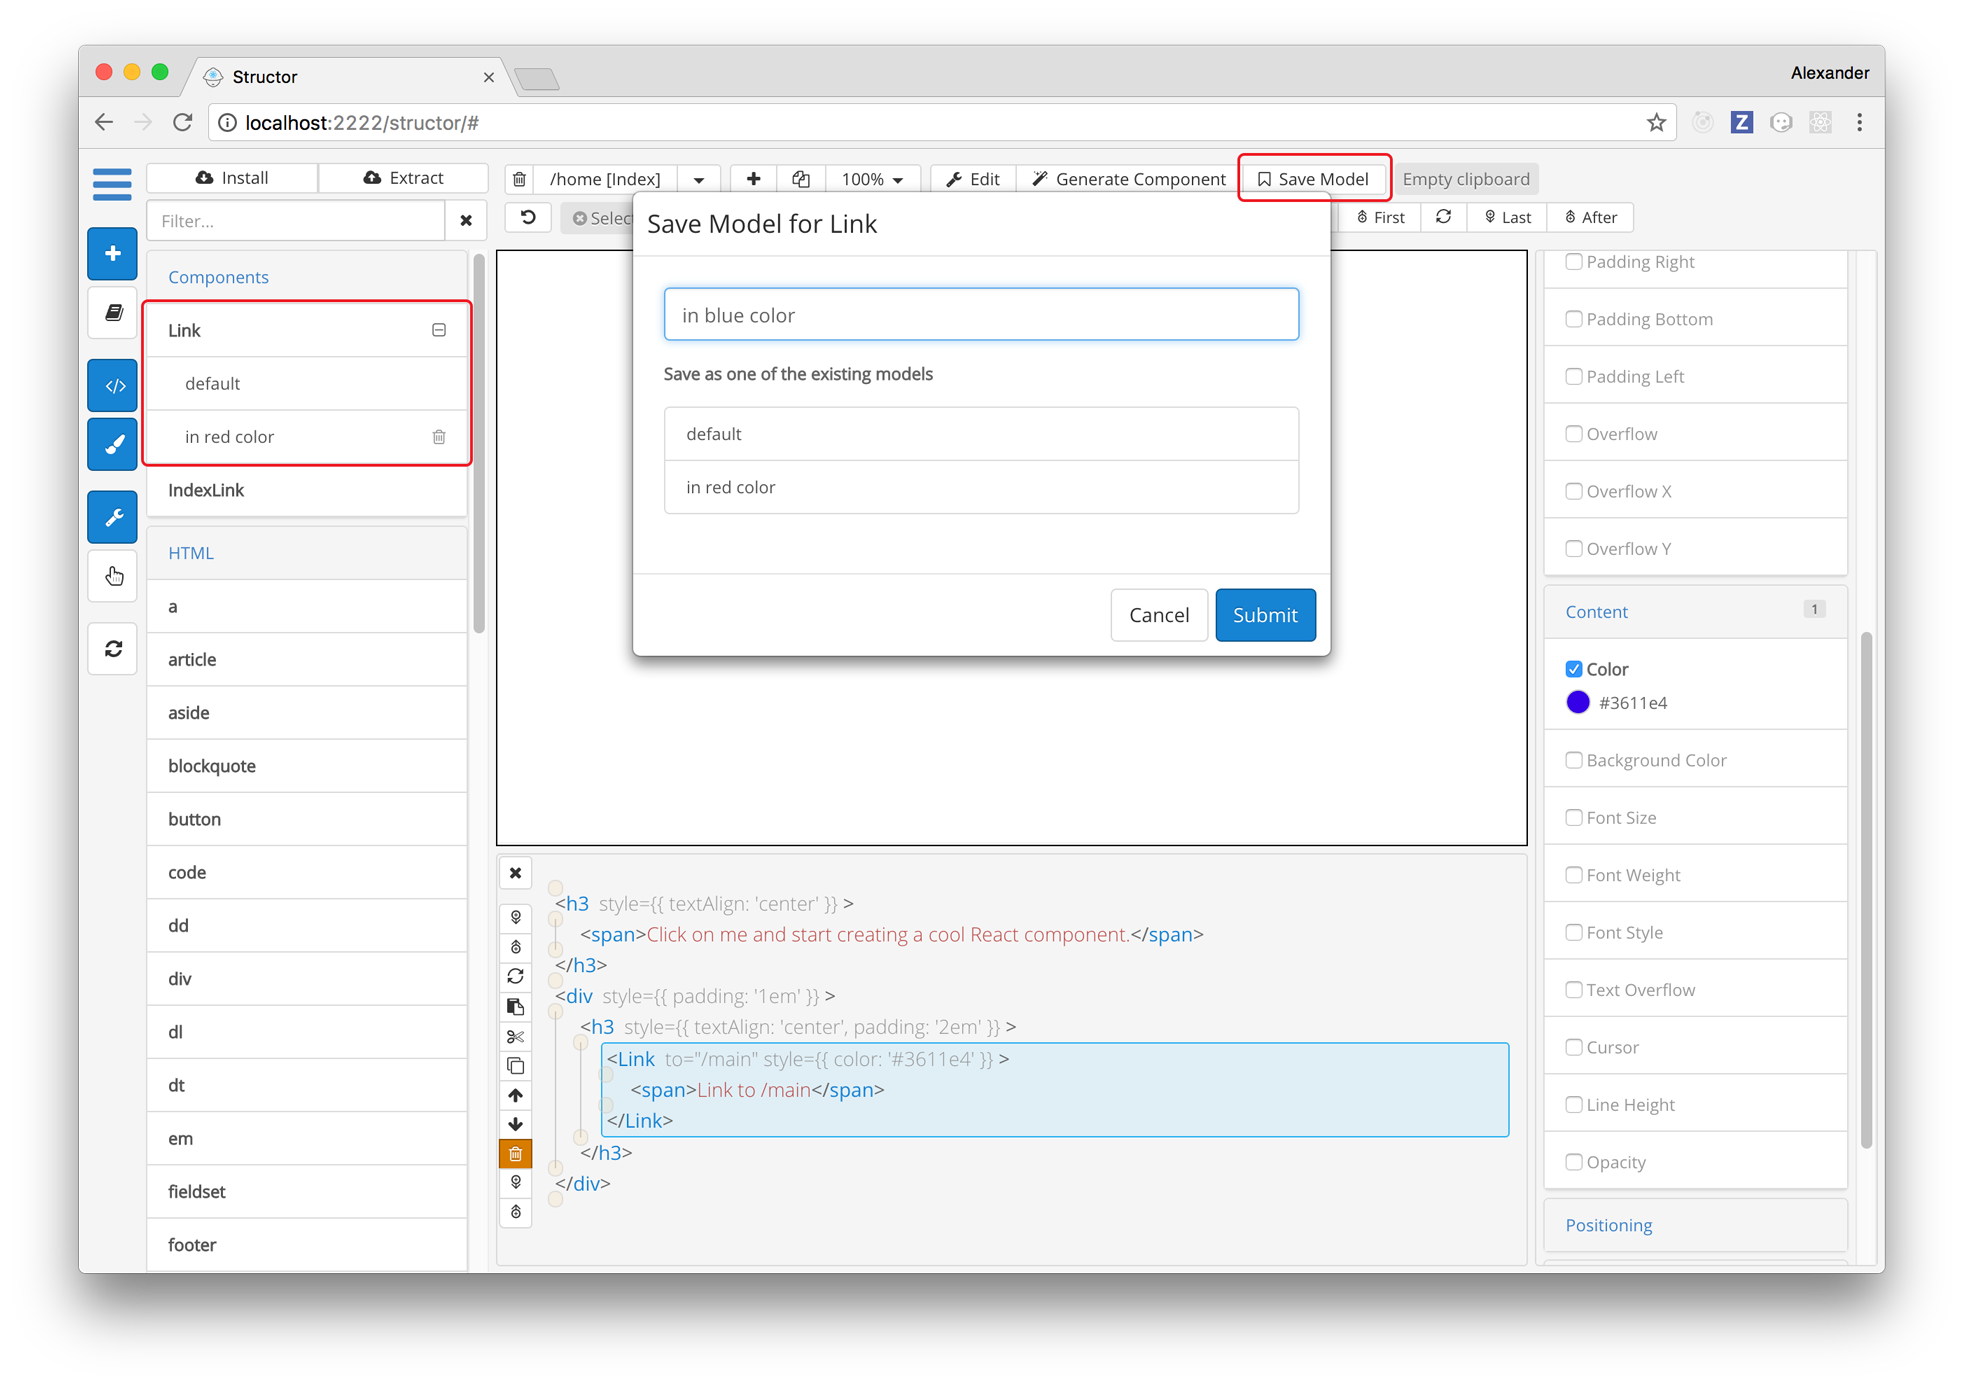 Structor
Alexander
localhost:2222/structor/#
Install
Extract
/home [Index]
100%
Edit
Generate Component
Save Model
Empty clipboard
Filter...
Select
First
Last
After
Save Model for Link
in blue color
Save as one of the existing models
default
in red color
Cancel
Submit
Components
Link
default
in red color
IndexLink
HTML
a
article
aside
blockquote
button
code
dd
div
dl
dt
em
fieldset
footer
<h3 style={{ textAlign: 'center' }} >
<span>Click on me and start creating a cool React component.</span>
</h3>
<div style={{ padding: '1em' }} >
<h3 style={{ textAlign: 'center', padding: '2em' }} >
<Link to="/main" style={{ color: '#3611e4' }} >
<span>Link to /main</span>
</Link>
</h3>
</div>
Padding Right
Padding Bottom
Padding Left
Overflow
Overflow X
Overflow Y
Content 1
Color
#3611e4
Background Color
Font Size
Font Weight
Font Style
Text Overflow
Cursor
Line Height
Opacity
Positioning